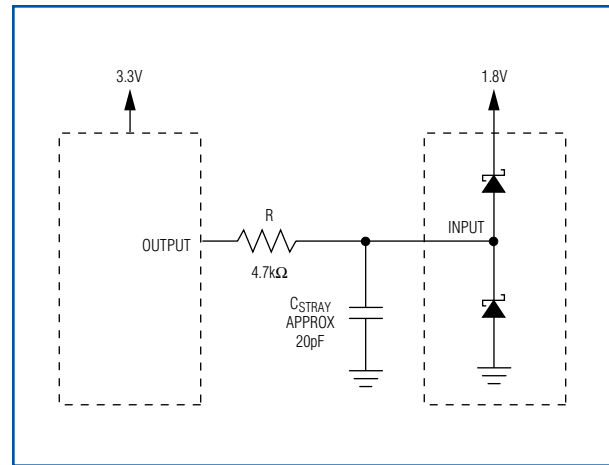 3.3V
1.8V
OUTPUT
R
4.7kΩ
INPUT
CSTRAY
APPROX
20pF